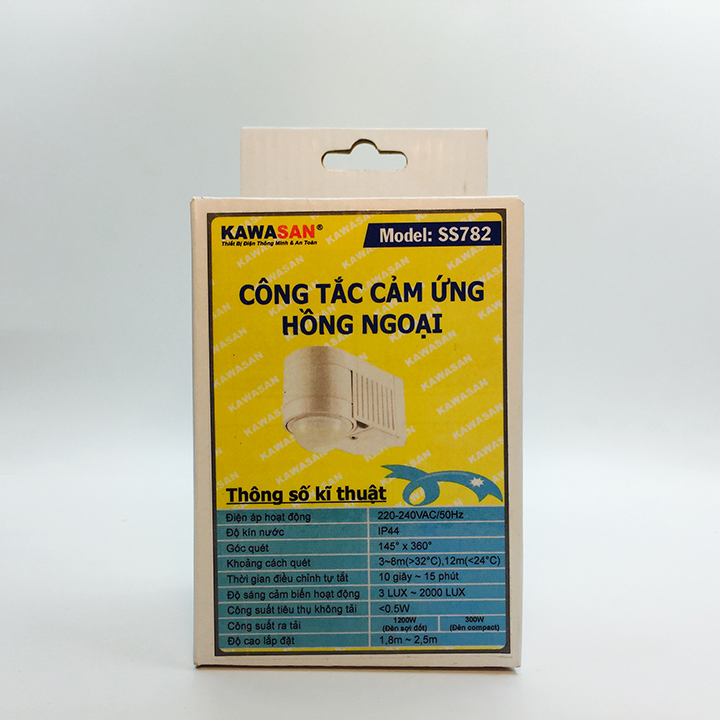 KAWASAN®
Thiết Bị Điện Thông Minh & An Toàn
Model: SS782
CÔNG TẮC CẢM ỨNG
HỒNG NGOẠI
Thông số kĩ thuật
Điện áp hoạt động 220-240VAC/50Hz
Độ kín nước IP44
Góc quét 145° x 360°
Khoảng cách quét 3~8m(>32°C),12m(<24°C)
Thời gian điều chỉnh tự tắt 10 giây ~ 15 phút
Độ sáng cảm biến hoạt động 3 LUX ~ 2000 LUX
Công suất tiêu thụ không tải <0.5W
Công suất ra tải 1200W (Đèn sợi đốt) 300W (Đèn compact)
Độ cao lắp đặt 1,8m ~ 2,5m